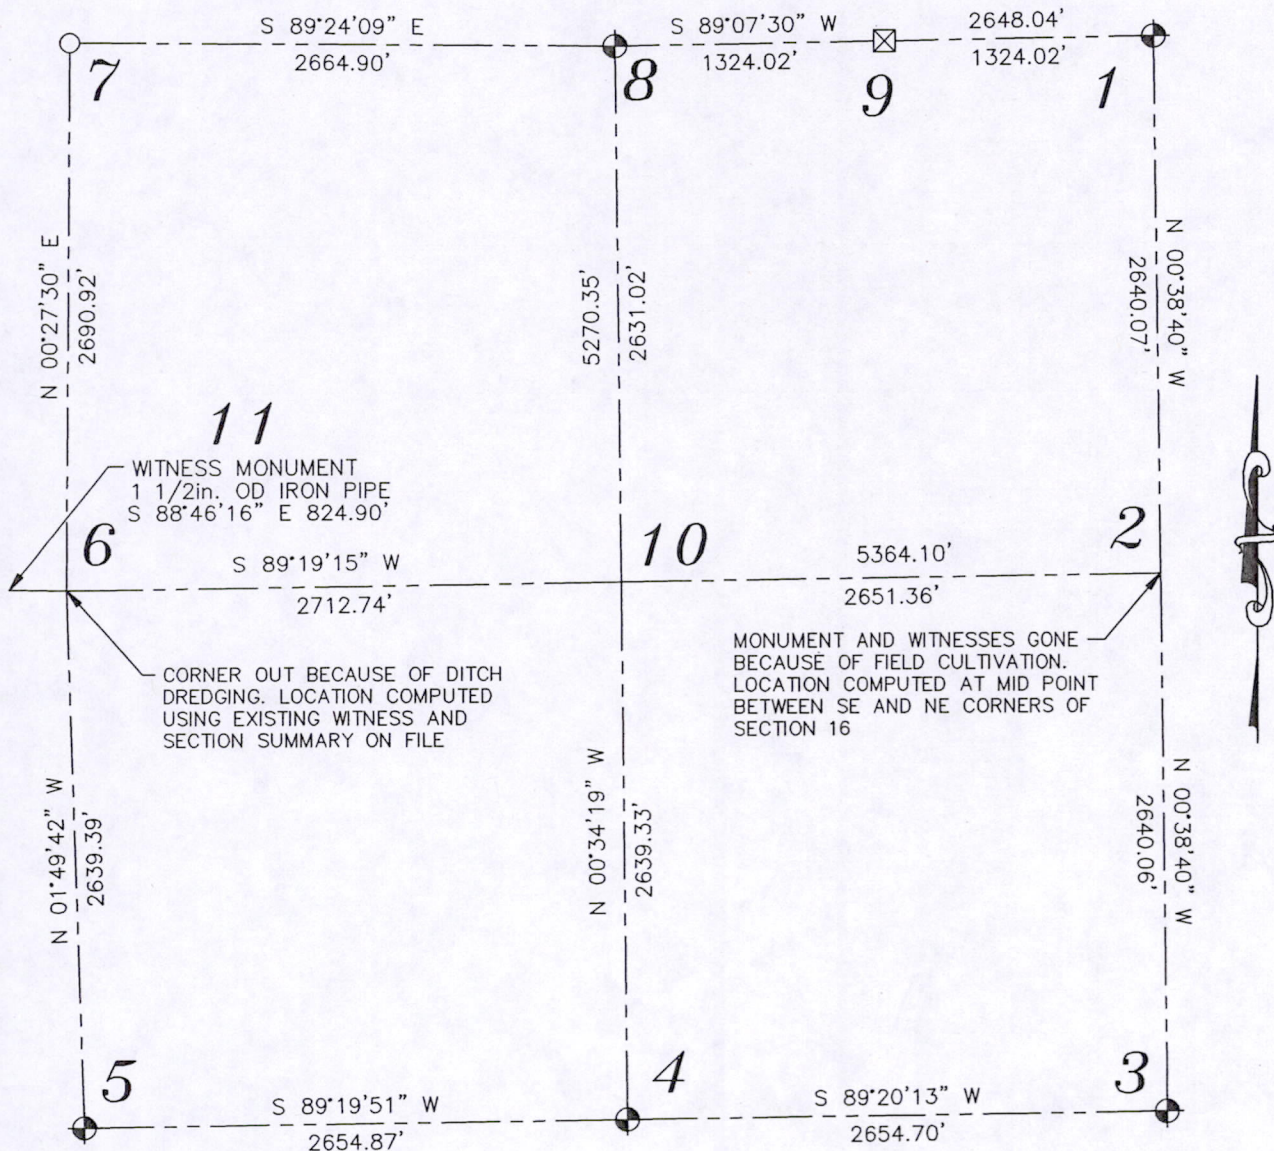 S 89°24'09" E
2664.90'
S 89°07'30" W
1324.02'
2648.04'
1324.02'
7
8
9
1
N 00°27'30" E
2690.92'
5270.35'
2631.02'
N 00°38'40" W
2640.07'
11
WITNESS MONUMENT
1 1/2in. OD IRON PIPE
S 88°46'16" E 824.90'
6
10
2
S 89°19'15" W
2712.74'
5364.10'
2651.36'
CORNER OUT BECAUSE OF DITCH
DREDGING. LOCATION COMPUTED
USING EXISTING WITNESS AND
SECTION SUMMARY ON FILE
MONUMENT AND WITNESSES GONE
BECAUSE OF FIELD CULTIVATION.
LOCATION COMPUTED AT MID POINT
BETWEEN SE AND NE CORNERS OF
SECTION 16
N 01°49'42" W
2639.39'
N 00°34'19" W
2639.33'
N 00°38'40" W
2640.06'
5
4
3
S 89°19'51" W
2654.87'
S 89°20'13" W
2654.70'